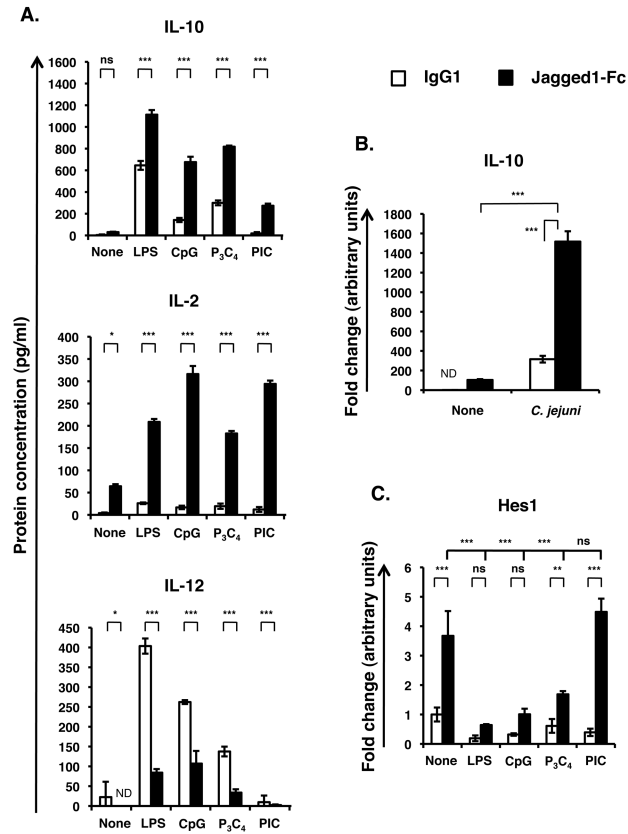 A.
IL-10
1600
1400
1200
1000
800
600
400
200
0
ns
***
***
***
***
None LPS CpG P₃C₄ PIC
IL-2
400
350
300
250
200
150
100
50
0
*
***
***
***
***
None LPS CpG P₃C₄ PIC
IL-12
450
400
350
300
250
200
150
100
50
0
*
***
***
***
***
ND
None LPS CpG P₃C₄ PIC
Protein concentration (pg/ml)
IgG1 Jagged1-Fc
B.
IL-10
Fold change (arbitrary units)
1800
1600
1400
1200
1000
800
600
400
200
0
***
***
ND
None C. jejuni
C.
Hes1
Fold change (arbitrary units)
6
5
4
3
2
1
0
*** *** *** ns
*** ns ns ** ***
None LPS CpG P₃C₄ PIC